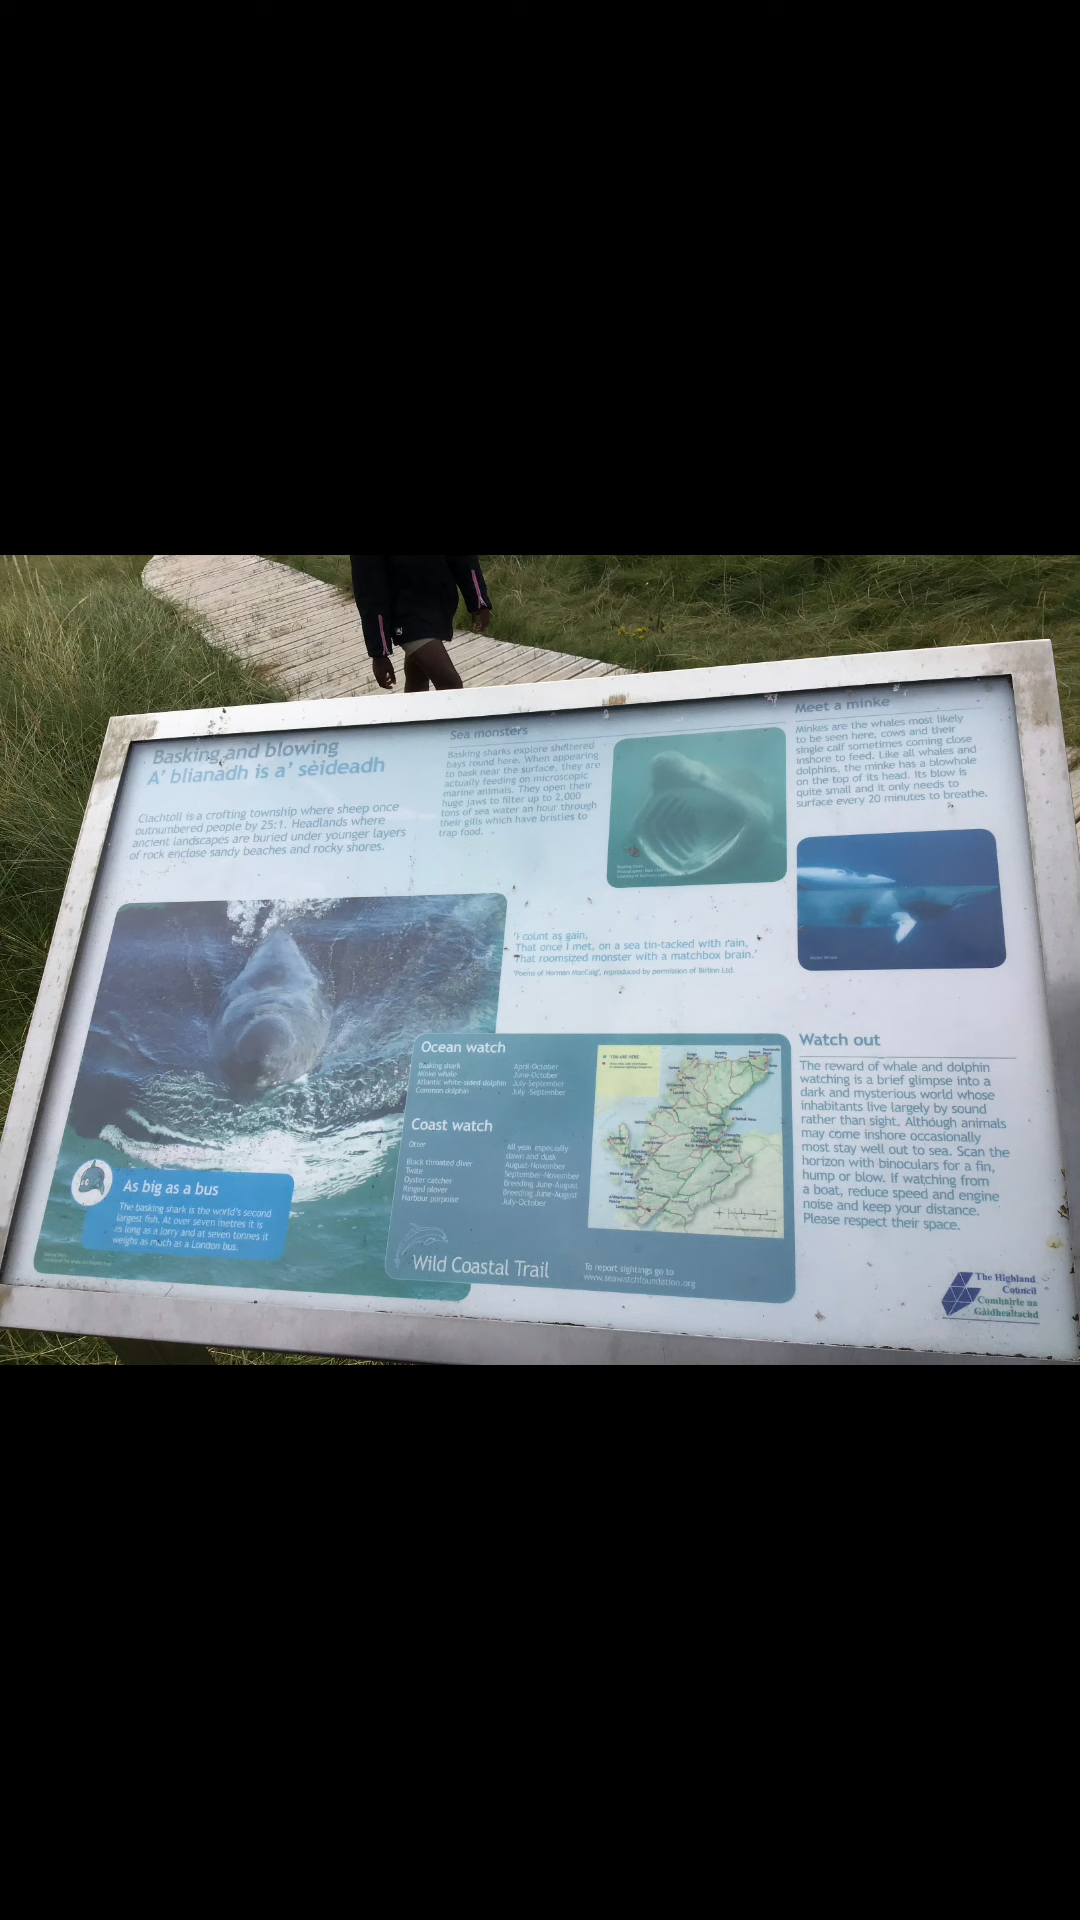 Basking and blowing
A' blianadh is a' sèideadh
Clachtoll is a crofting township where sheep once
outnumbered people by 25:1. Headlands where
ancient landscapes are buried under younger layers
of rock enclose sandy beaches and rocky shores.
As big as a bus
The basking shark is the world's second
largest fish. At over seven metres it is
as long as a lorry and at seven tonnes it
weighs as much as a London bus.
Sea monsters
Basking sharks explore sheltered
bays round here. When appearing
to bask near the surface, they are
actually feeding on microscopic
marine animals. They open their
huge jaws to filter up to 2,000
tons of sea water an hour through
their gills which have bristles to
trap food.
'I count as gain,
That once I met, on a sea tin-tacked with rain,
That roomsized monster with a matchbox brain.'
'Poems of Norman MacCaig', reproduced by permission of Birlinn Ltd.
Ocean watch
Basking shark April-October
Minke whale June-October
Atlantic white-sided dolphin July-September
Common dolphin July-September
Coast watch
Otter All year especially
dawn and dusk
Black throated diver August-November
Twite September-November
Oyster catcher Breeding June-August
Ringed plover Breeding June-August
Harbour porpoise July-October
Wild Coastal Trail
To report sightings go to
www.seawatchfoundation.org
YOU ARE HERE
Meet a minke
Minkes are the whales most likely
to be seen here, cows and their
single calf sometimes coming close
inshore to feed. Like all whales and
dolphins, the minke has a blowhole
on the top of its head. Its blow is
quite small and it only needs to
surface every 20 minutes to breathe.
Minke Whale
Watch out
The reward of whale and dolphin
watching is a brief glimpse into a
dark and mysterious world whose
inhabitants live largely by sound
rather than sight. Although animals
may come inshore occasionally
most stay well out to sea. Scan the
horizon with binoculars for a fin,
hump or blow. If watching from
a boat, reduce speed and engine
noise and keep your distance.
Please respect their space.
The Highland
Council
Comhairle na
Gàidhealtachd